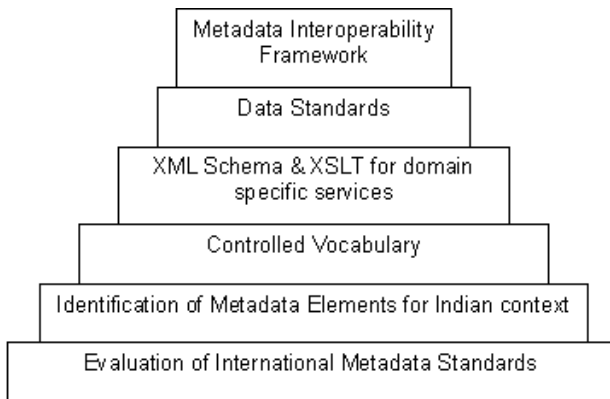 Metadata Interoperability
Framework
Data Standards
XML Schema & XSLT for domain
specific services
Controlled Vocabulary
Identification of Metadata Elements for Indian context
Evaluation of International Metadata Standards